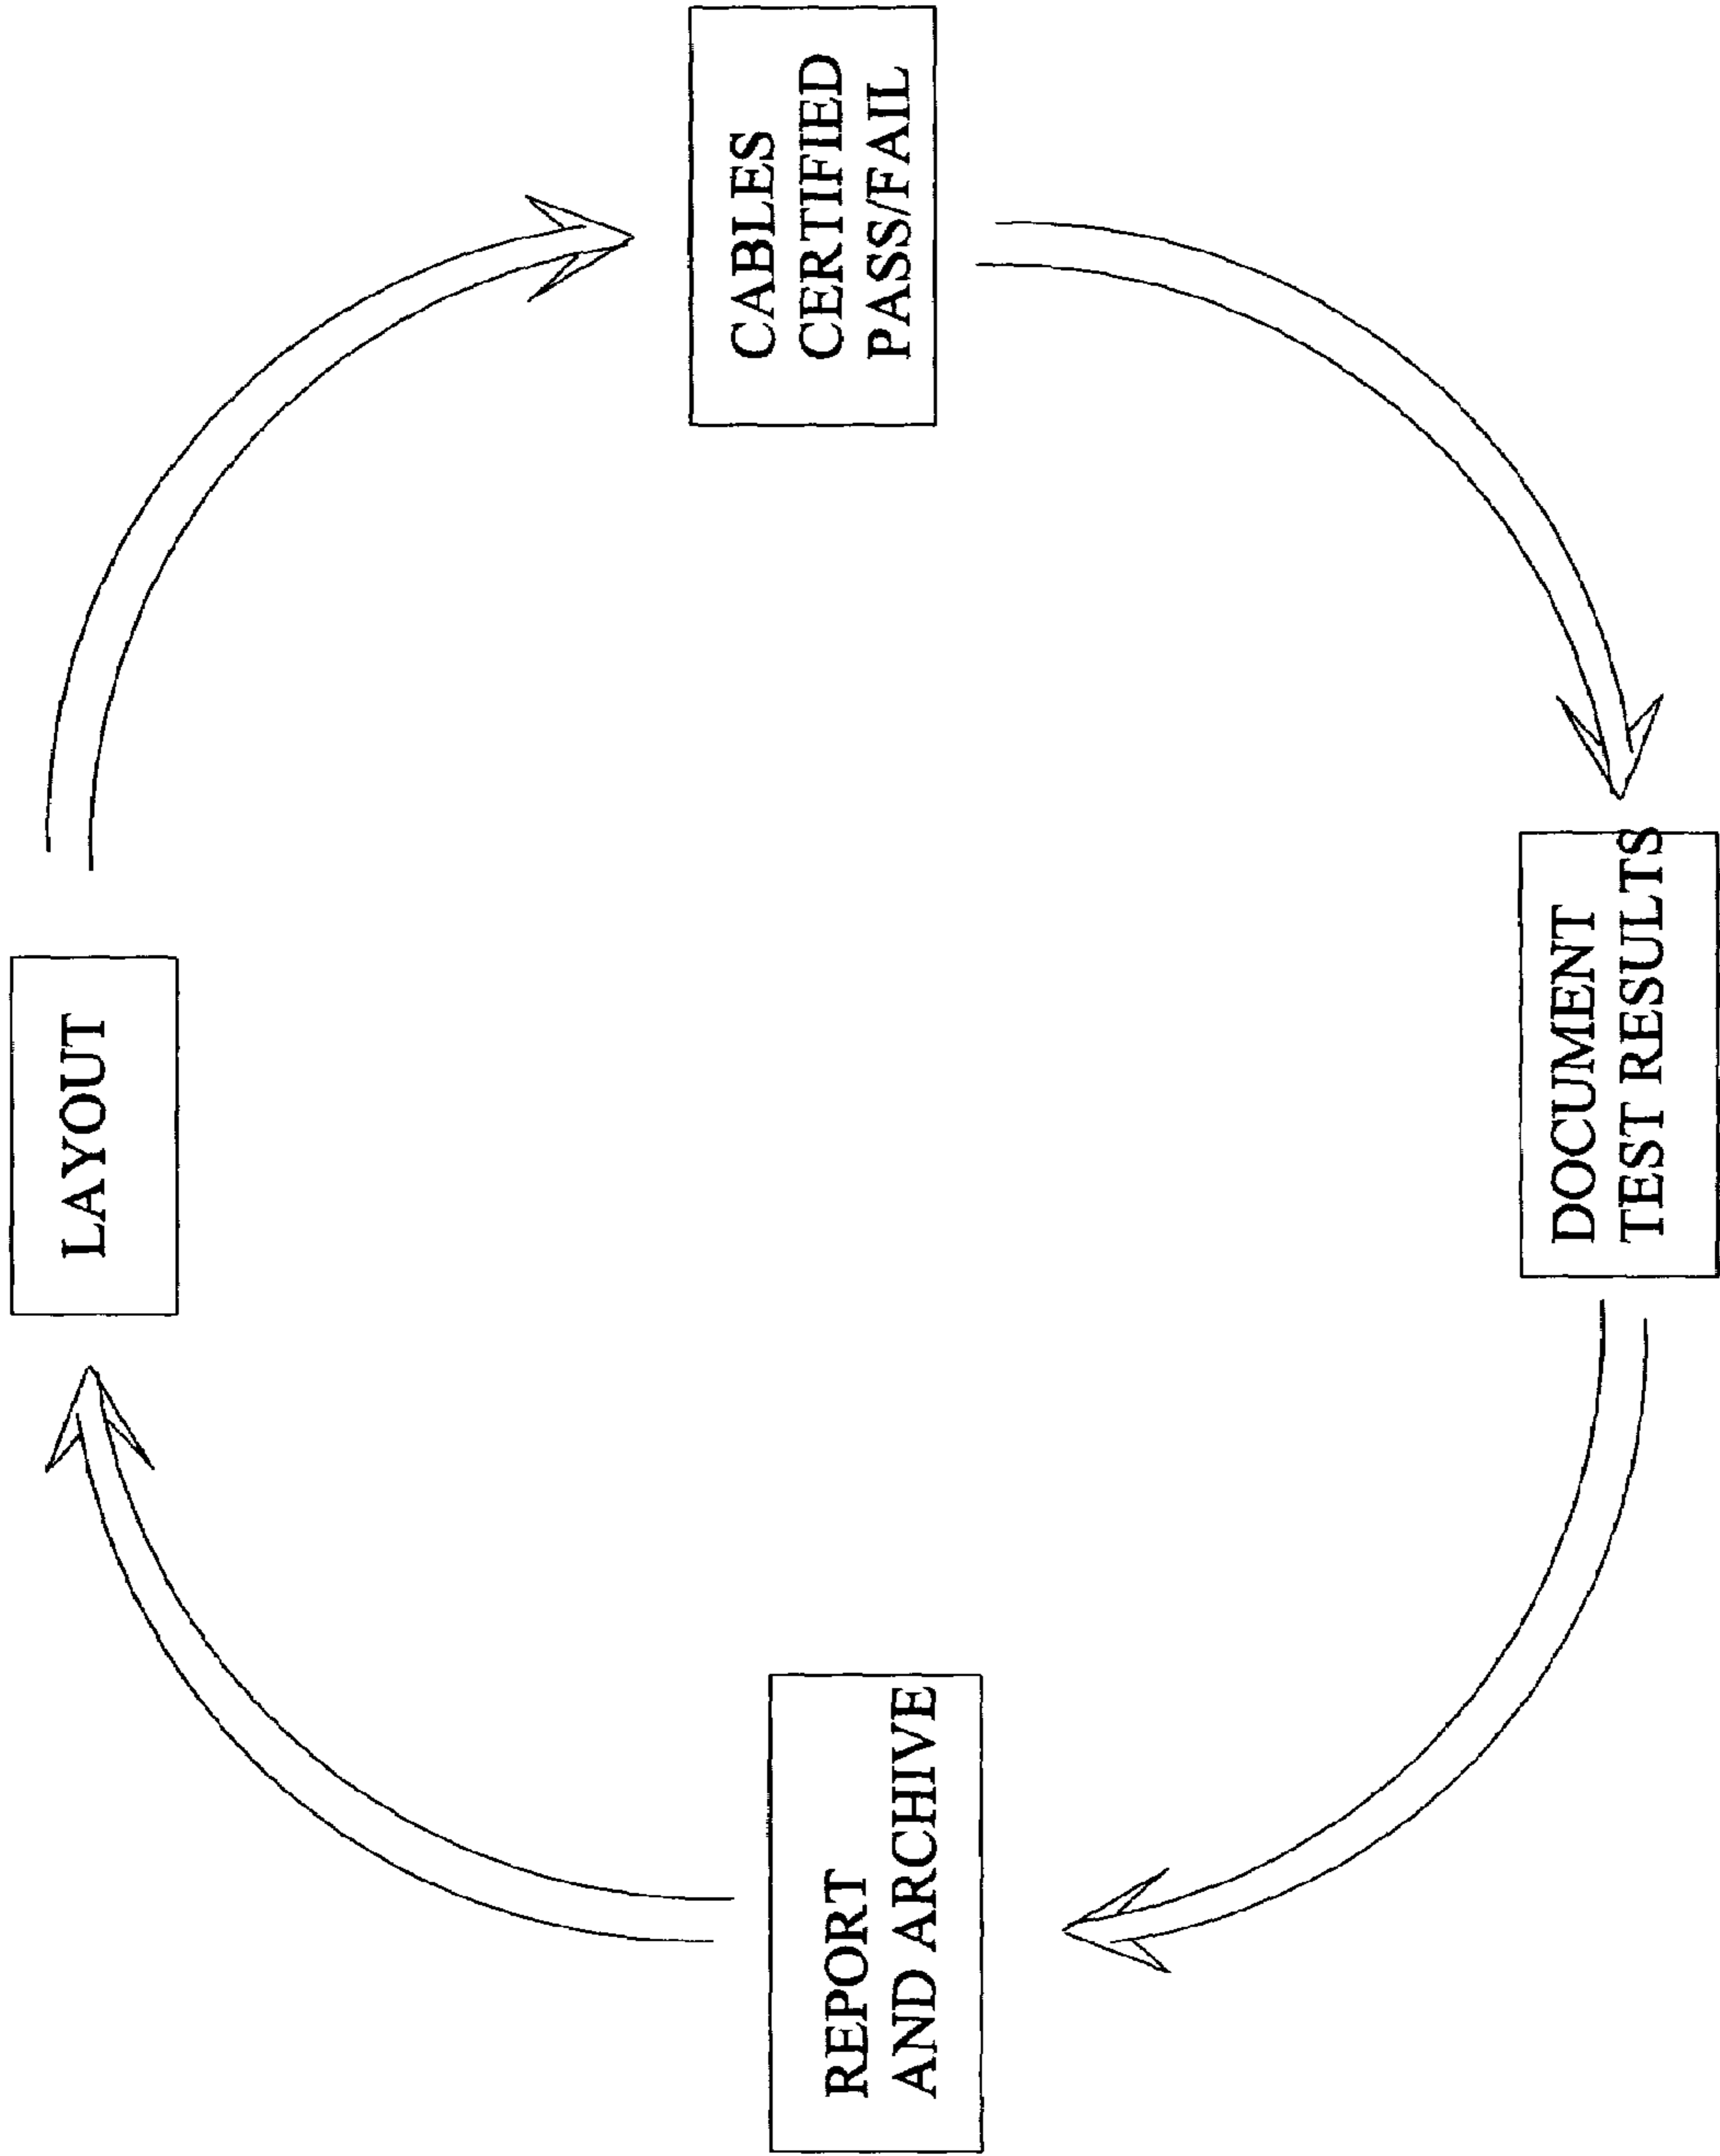 LAYOUT
CABLES
CERTIFIED
PASS/FAIL
DOCUMENT
TEST RESULTS
REPORT
AND ARCHIVE